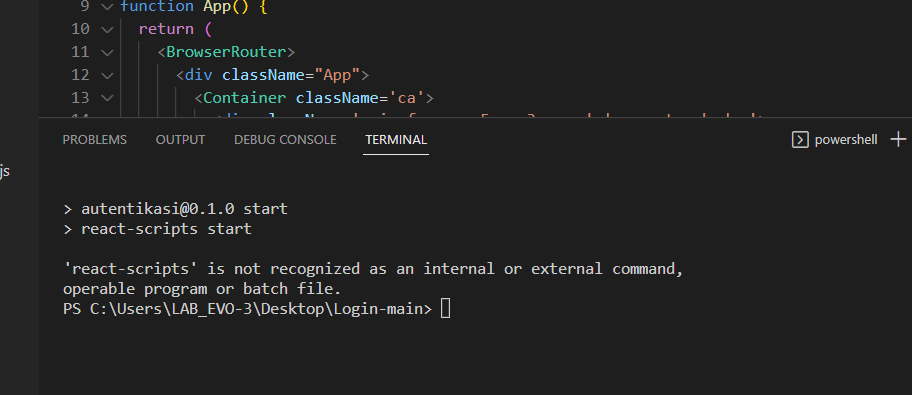 9 function App() {
10 return (
11 <BrowserRouter>
12 <div className="App">
13 <Container className='ca'>
PROBLEMS OUTPUT DEBUG CONSOLE TERMINAL powershell
js
> autentikasi@0.1.0 start
> react-scripts start
'react-scripts' is not recognized as an internal or external command,
operable program or batch file.
PS C:\Users\LAB_EVO-3\Desktop\Login-main>